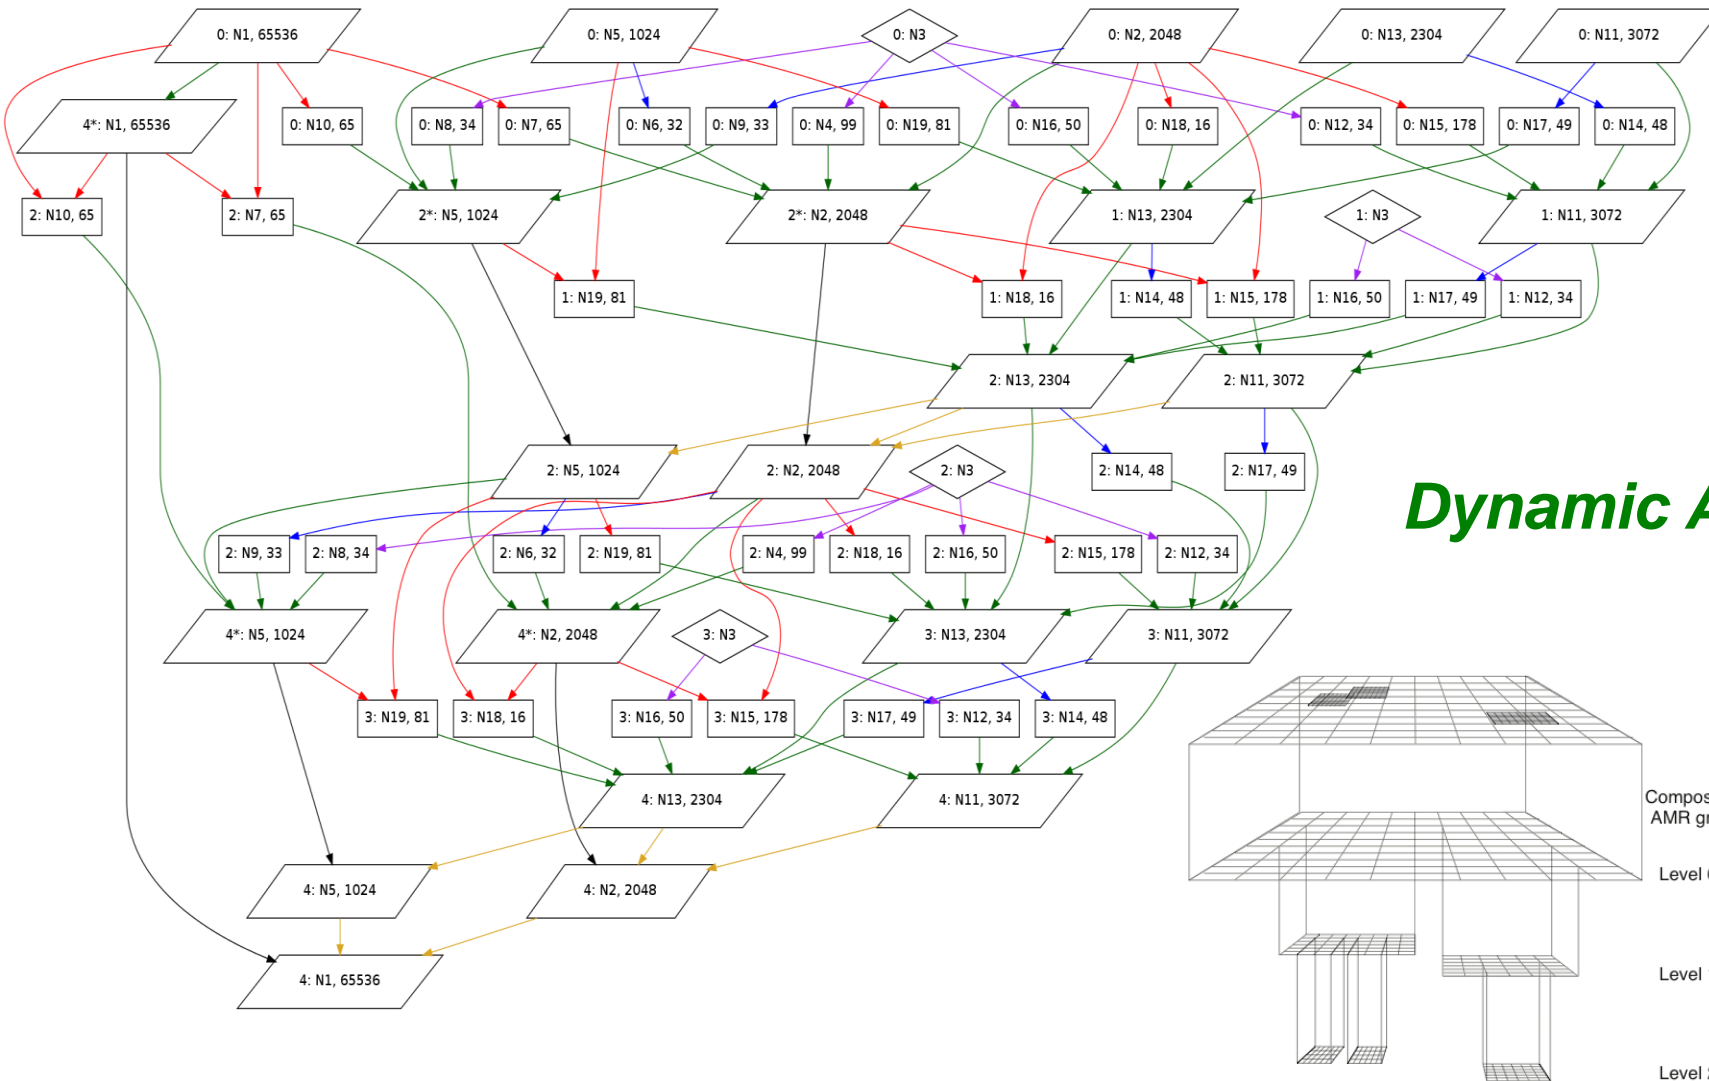 0: N1, 65536
0: N5, 1024
0: N3
0: N2, 2048
0: N13, 2304
0: N11, 3072
4*: N1, 65536
0: N10, 65
0: N8, 34
0: N7, 65
0: N6, 32
0: N9, 33
0: N4, 99
0: N19, 81
0: N16, 50
0: N18, 16
0: N12, 34
0: N15, 178
0: N17, 49
0: N14, 48
2: N10, 65
2: N7, 65
2*: N5, 1024
2*: N2, 2048
1: N13, 2304
1: N3
1: N11, 3072
1: N19, 81
1: N18, 16
1: N14, 48
1: N15, 178
1: N16, 50
1: N17, 49
1: N12, 34
2: N13, 2304
2: N11, 3072
2: N5, 1024
2: N2, 2048
2: N3
2: N14, 48
2: N17, 49
Dynamic A
2: N9, 33
2: N8, 34
2: N6, 32
2: N19, 81
2: N4, 99
2: N18, 16
2: N16, 50
2: N15, 178
2: N12, 34
4*: N5, 1024
4*: N2, 2048
3: N3
3: N13, 2304
3: N11, 3072
3: N19, 81
3: N18, 16
3: N16, 50
3: N15, 178
3: N17, 49
3: N12, 34
3: N14, 48
4: N13, 2304
4: N11, 3072
Compos
AMR gr
Level
4: N5, 1024
4: N2, 2048
4: N1, 65536
Level
Level